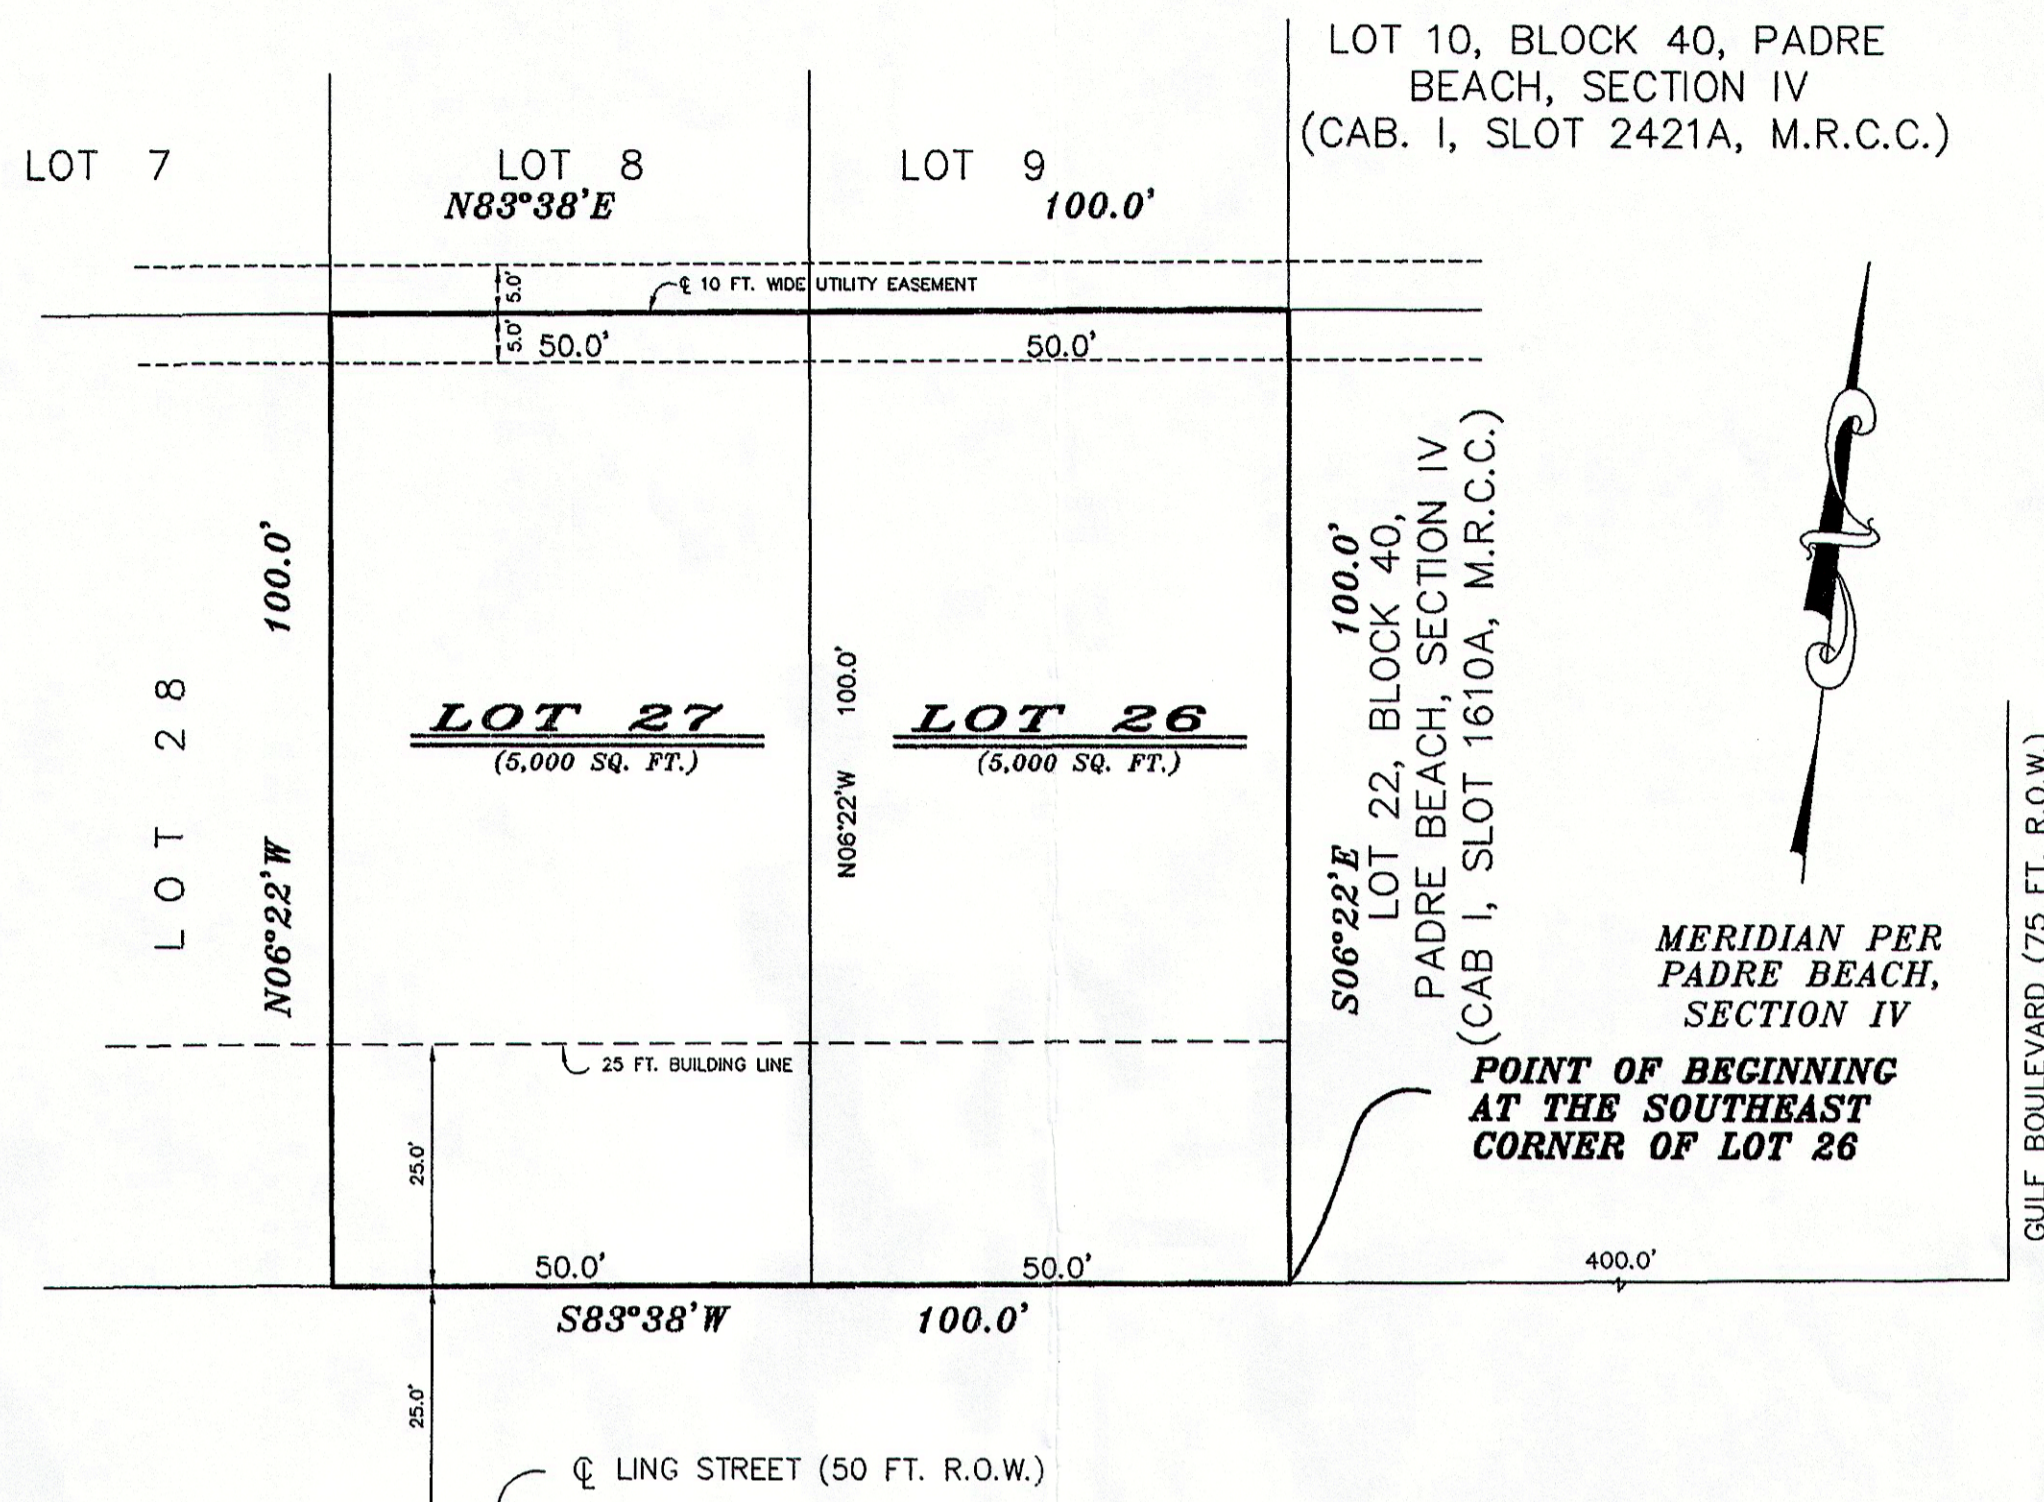 LOT 10, BLOCK 40, PADRE
BEACH, SECTION IV
(CAB. I, SLOT 2421A, M.R.C.C.)
LOT 7
LOT 8
LOT 9
N83°38'E
100.0'
5.0'
℄ 10 FT. WIDE UTILITY EASEMENT
5.0'
50.0'
50.0'
LOT 28
N06°22'W 100.0'
LOT 27
(5,000 SQ. FT.)
N06°22'W 100.0'
LOT 26
(5,000 SQ. FT.)
S06°22'E 100.0'
LOT 22, BLOCK 40,
PADRE BEACH, SECTION IV
(CAB I, SLOT 1610A, M.R.C.C.)
MERIDIAN PER
PADRE BEACH,
SECTION IV
GULF BOULEVARD (75 FT. R.O.W.)
25 FT. BUILDING LINE
POINT OF BEGINNING
AT THE SOUTHEAST
CORNER OF LOT 26
25.0'
50.0'
50.0'
400.0'
S83°38'W
100.0'
25.0'
℄ LING STREET (50 FT. R.O.W.)